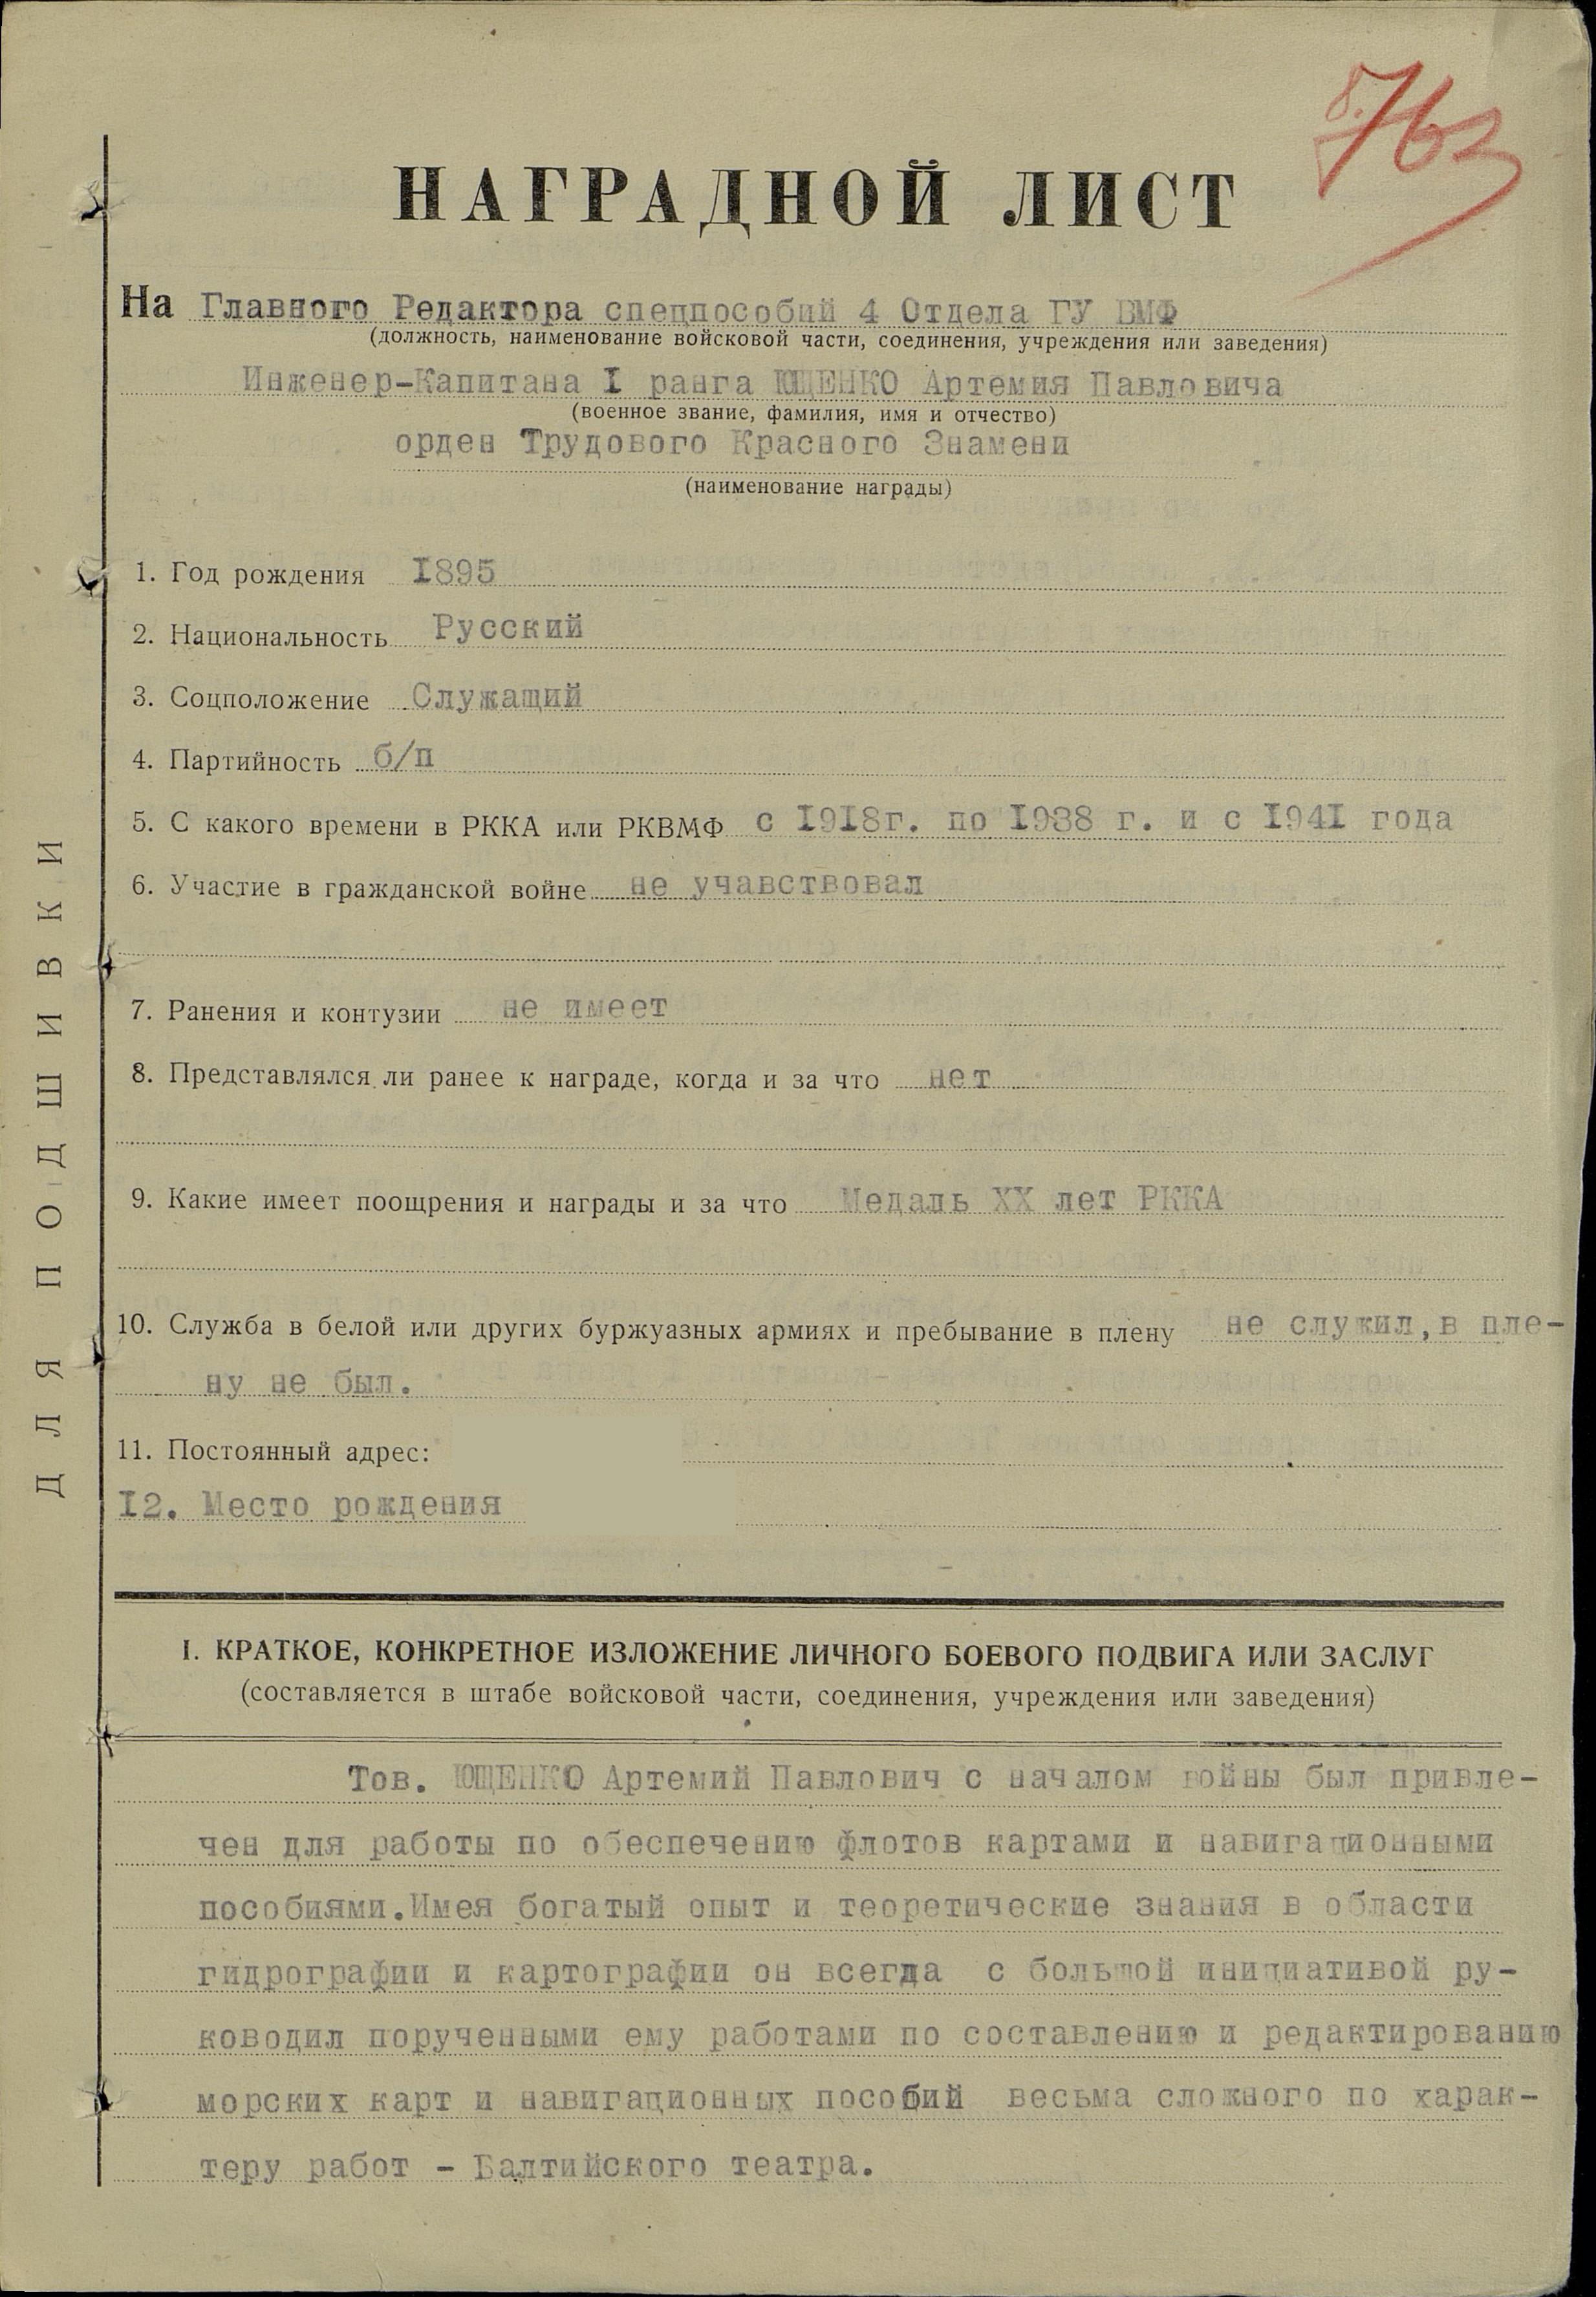 763
НАГРАДНОЙ ЛИСТ
На Главного Редактора спецпособий 4 Отдела ГУ ВМФ
(должность, наименование войсковой части, соединения, учреждения или заведения)
Инженер-Капитана I ранга ЮЩЕНКО Артемия Павловича
(военное звание, фамилия, имя и отчество)
орден Трудового Красного Знамени
(наименование награды)
1. Год рождения 1895
2. Национальность Русский
3. Соцположение Служащий
4. Партийность б/п
5. С какого времени в РККА или РКВМФ с 1918г. по 1938 г. и с 1941 года
6. Участие в гражданской войне не учавствовал
7. Ранения и контузии не имеет
8. Представлялся ли ранее к награде, когда и за что нет
9. Какие имеет поощрения и награды и за что Медаль XX лет РККА
10. Служба в белой или других буржуазных армиях и пребывание в плену не служил, в пле-
ну не был.
11. Постоянный адрес:
12. Место рождения
ДЛЯ ПОДШИВКИ
I. КРАТКОЕ, КОНКРЕТНОЕ ИЗЛОЖЕНИЕ ЛИЧНОГО БОЕВОГО ПОДВИГА ИЛИ ЗАСЛУГ
(составляется в штабе войсковой части, соединения, учреждения или заведения)
Тов. ЮЩЕНКО Артемий Павлович с началом войны был привле-
чен для работы по обеспечению флотов картами и навигационными
пособиями. Имея богатый опыт и теоретические знания в области
гидрографии и картографии он всегда с большой инициативой ру-
ководил порученными ему работами по составлению и редактированию
морских карт и навигационных пособий весьма сложного по харак-
теру работ - Балтийского театра.